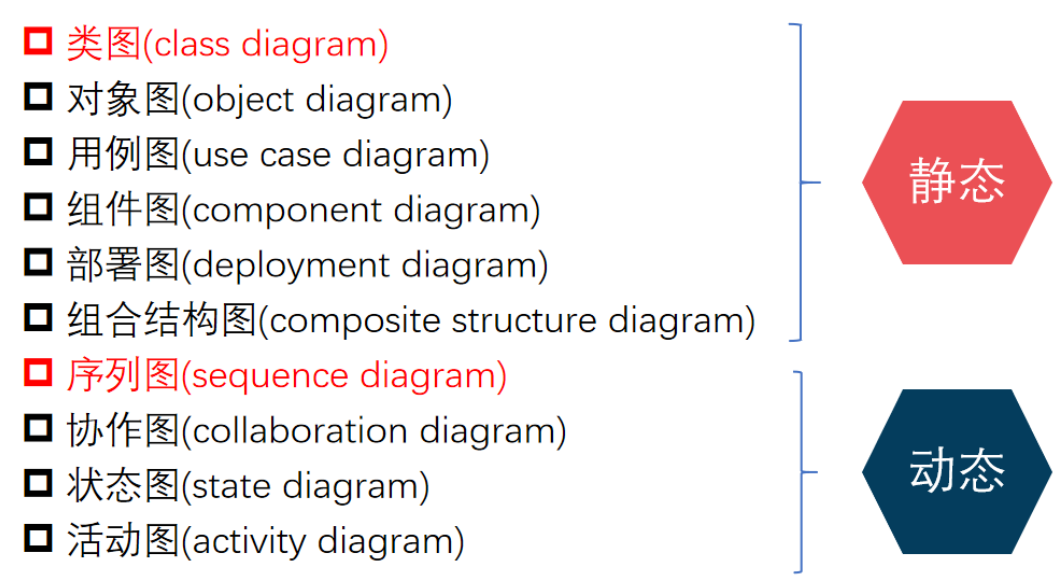 类图(class diagram)
对象图(object diagram)
用例图(use case diagram)
组件图(component diagram)
部署图(deployment diagram)
组合结构图(composite structure diagram)
静态
序列图(sequence diagram)
协作图(collaboration diagram)
状态图(state diagram)
活动图(activity diagram)
动态